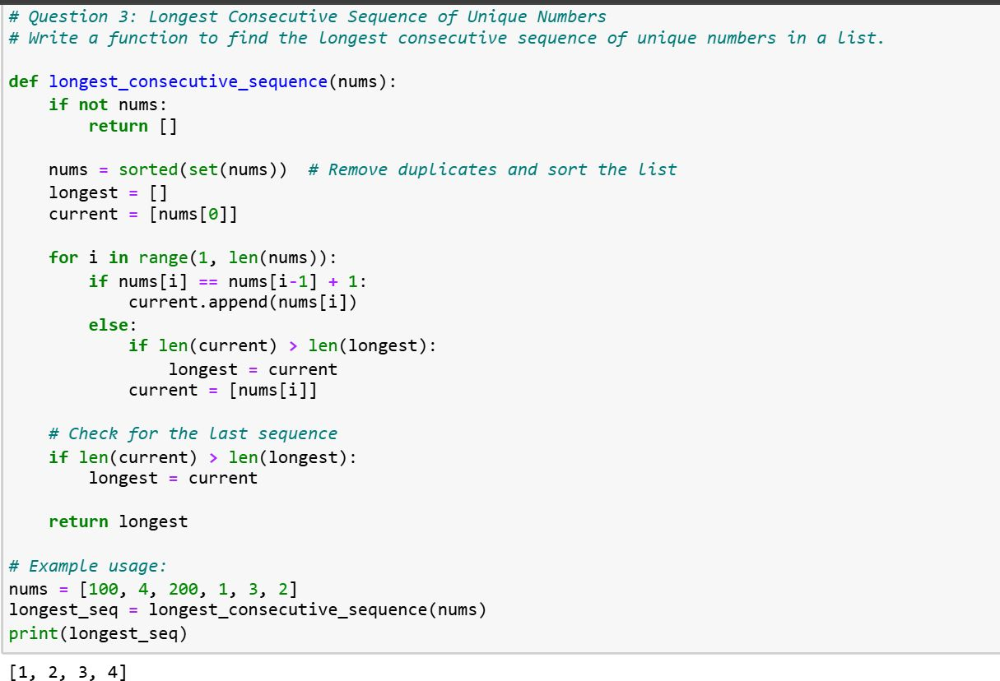 # Question 3: Longest Consecutive Sequence of Unique Numbers
# Write a function to find the longest consecutive sequence of unique numbers in a list.

def longest_consecutive_sequence(nums):
    if not nums:
        return []

    nums = sorted(set(nums))  # Remove duplicates and sort the list
    longest = []
    current = [nums[0]]

    for i in range(1, len(nums)):
        if nums[i] == nums[i-1] + 1:
            current.append(nums[i])
        else:
            if len(current) > len(longest):
                longest = current
            current = [nums[i]]

    # Check for the last sequence
    if len(current) > len(longest):
        longest = current

    return longest

# Example usage:
nums = [100, 4, 200, 1, 3, 2]
longest_seq = longest_consecutive_sequence(nums)
print(longest_seq)
[1, 2, 3, 4]